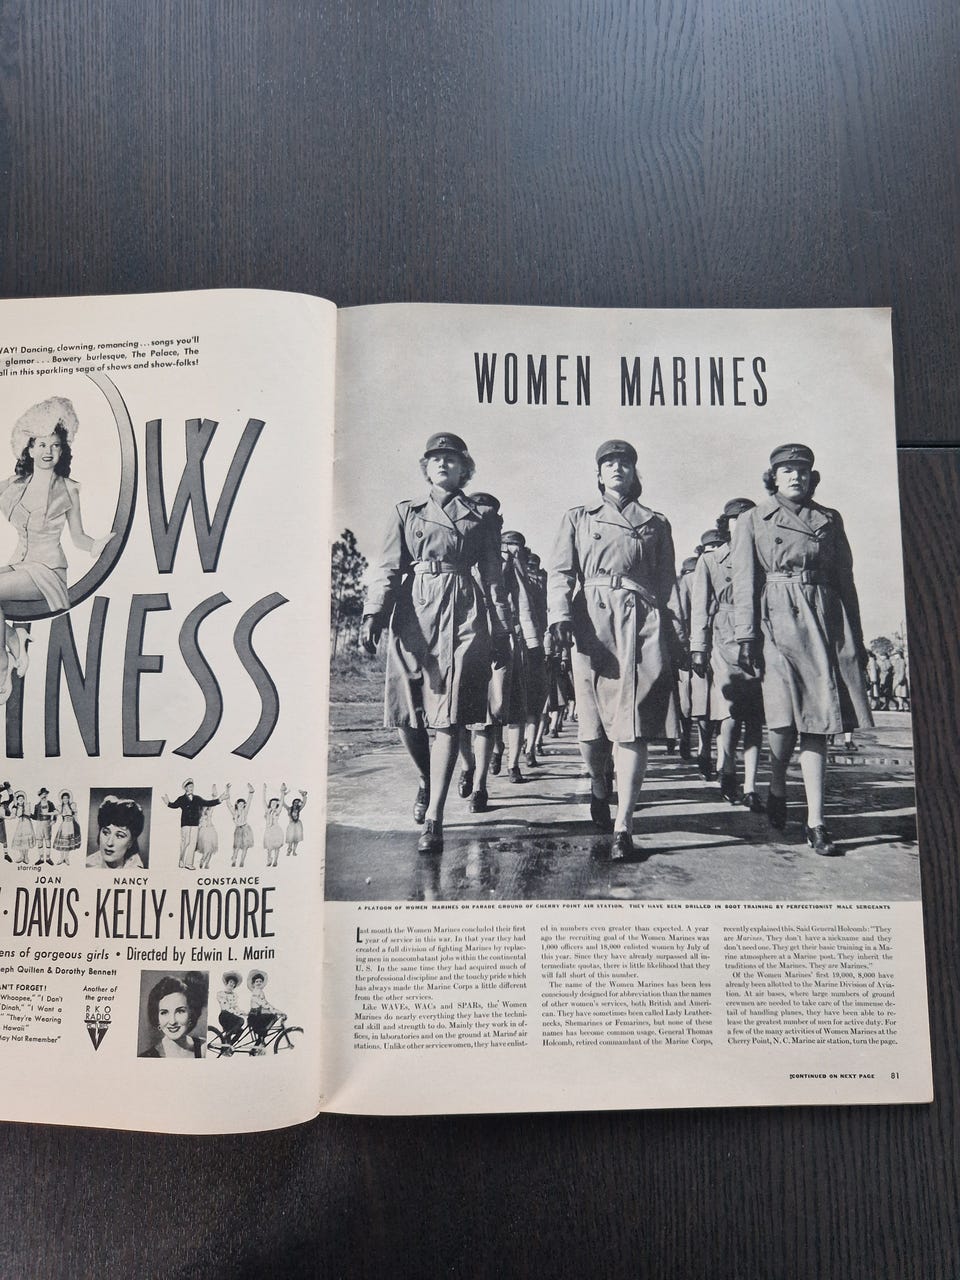 WAY! Dancing, clowning, romancing... songs you'll
glamor... Bowery burlesque, The Palace, The
all in this sparkling saga of shows and show-folks!
OW
INESS
starring
JOAN NANCY CONSTANCE
DAVIS · KELLY · MOORE
ens of gorgeous girls • Directed by Edwin L. Marin
eph Quillen & Dorothy Bennett
AN'T FORGET!
Whoopee," "I Don't
Dinah," "I Want a
"They're Wearing
Hawaii"
May Not Remember"
Another of
the great
RKO
RADIO
WOMEN MARINES
A PLATOON OF WOMEN MARINES ON PARADE GROUND OF CHERRY POINT AIR STATION. THEY HAVE BEEN DRILLED IN BOOT TRAINING BY PERFECTIONIST MALE SERGEANTS
Last month the Women Marines concluded their first
year of service in this war. In that year they had
created a full division of fighting Marines by replac-
ing men in noncombatant jobs within the continental
U. S. In the same time they had acquired much of
the professional discipline and the touchy pride which
has always made the Marine Corps a little different
from the other services.
Like WAVES, WACs and SPARs, the Women
Marines do nearly everything they have the techni-
cal skill and strength to do. Mainly they work in of-
fices, in laboratories and on the ground at Marine air
stations. Unlike other servicewomen, they have enlist-
ed in numbers even greater than expected. A year
ago the recruiting goal of the Women Marines was
1,000 officers and 18,000 enlisted women by July of
this year. Since they have already surpassed all in-
termediate quotas, there is little likelihood that they
will fall short of this number.
The name of the Women Marines has been less
consciously designed for abbreviation than the names
of other women's services, both British and Ameri-
can. They have sometimes been called Lady Leather-
necks, Shemarines or Femarines, but none of these
names has become common usage. General Thomas
Holcomb, retired commandant of the Marine Corps,
recently explained this. Said General Holcomb: "They
are Marines. They don't have a nickname and they
don't need one. They get their basic training in a Ma-
rine atmosphere at a Marine post. They inherit the
traditions of the Marines. They are Marines."
Of the Women Marines' first 19,000, 8,000 have
already been allotted to the Marine Division of Avia-
tion. At air bases, where large numbers of ground
crewmen are needed to take care of the immense de-
tail of handling planes, they have been able to re-
lease the greatest number of men for active duty. For
a few of the many activities of Women Marines at the
Cherry Point, N. C. Marine air station, turn the page.
CONTINUED ON NEXT PAGE 81